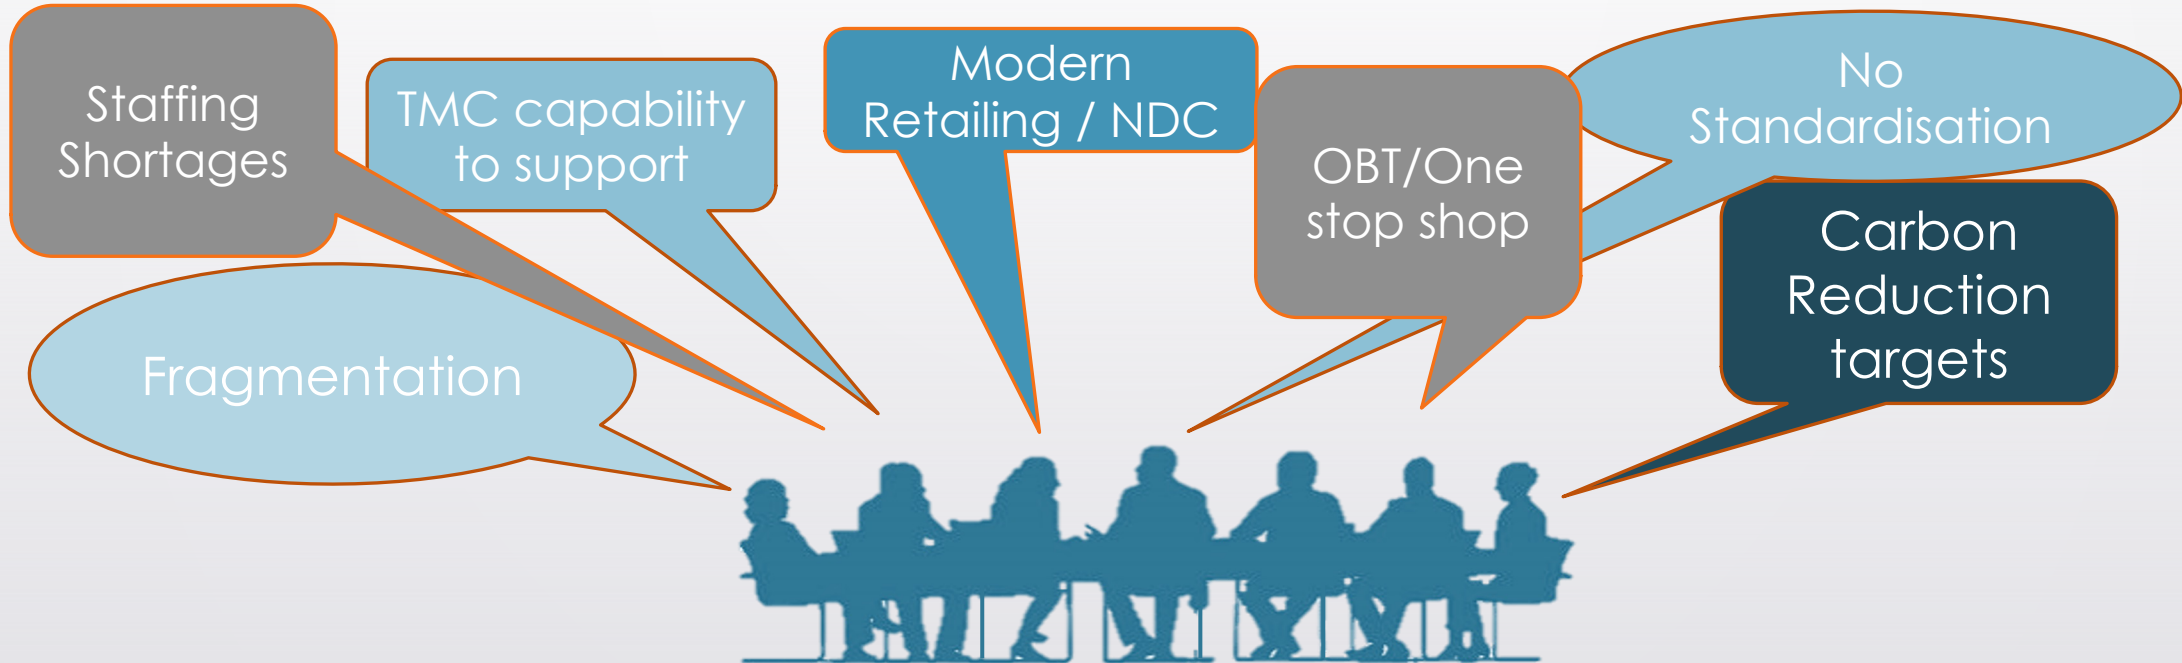 Staffing
Shortages
TMC capability
to support
Modern
Retailing / NDC
OBT/One
stop shop
No
Standardisation
Carbon
Reduction
targets
Fragmentation